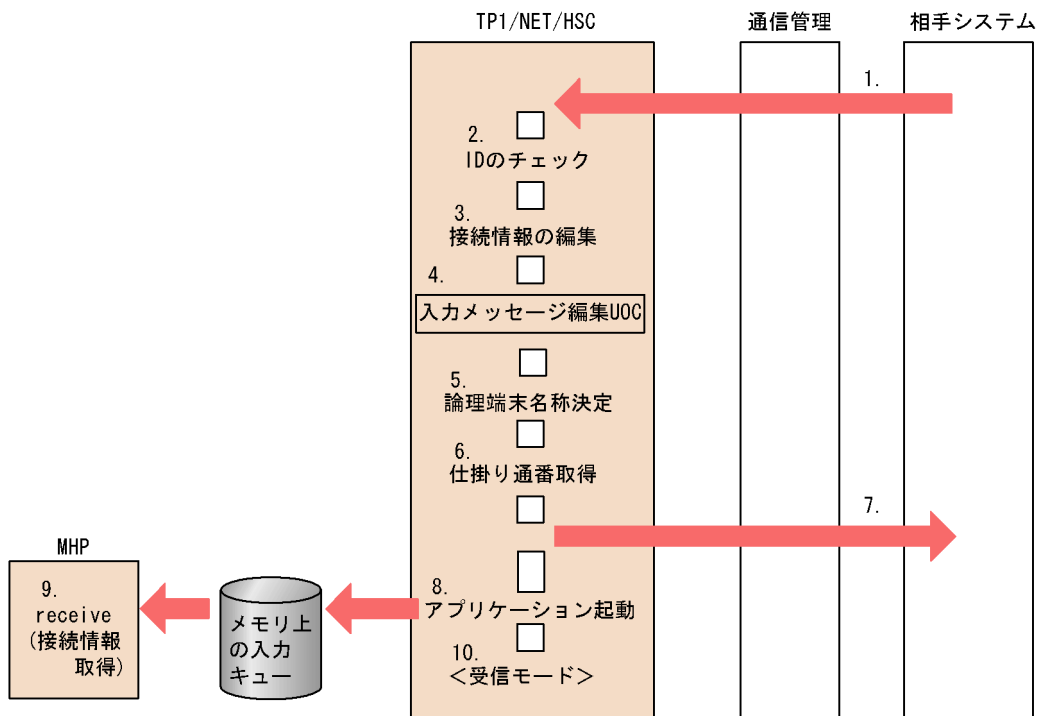 TP1/NET/HSC
通信管理
相手システム
1.
2.
IDのチェック
3.
接続情報の編集
4.
入力メッセージ編集UOC
5.
論理端末名称決定
6.
仕掛り通番取得
7.
MHP
9.
receive
(接続情報
取得)
メモリ上
の入力
キュー
8.
アプリケーション起動
10.
＜受信モード＞